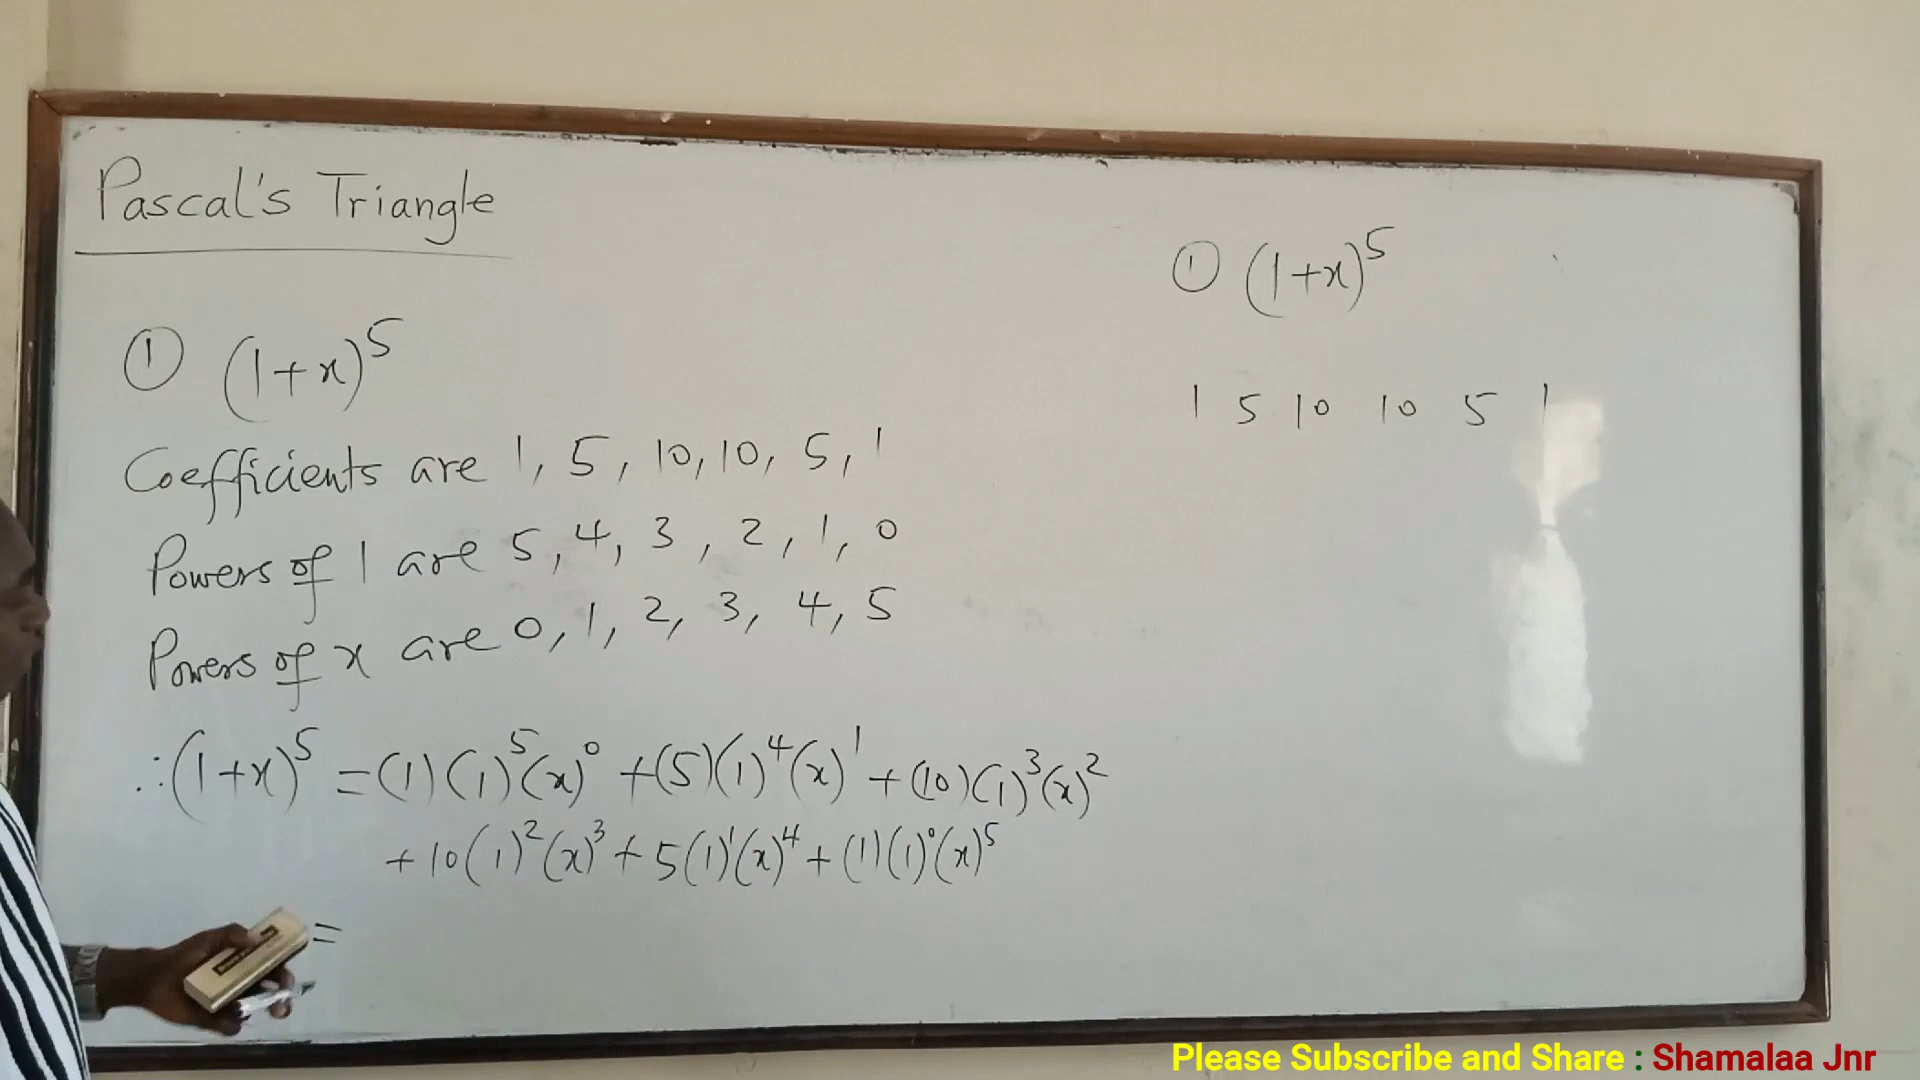 Pascal's Triangle
① (1+x)⁵
Coefficients are 1, 5, 10, 10, 5, 1
Powers of 1 are 5, 4, 3, 2, 1, 0
Powers of x are 0, 1, 2, 3, 4, 5
∴ (1+x)⁵ = (1)(1)⁵(x)⁰ + (5)(1)⁴(x)¹ + (10)(1)³(x)²
+ 10(1)²(x)³ + 5(1)¹(x)⁴ + (1)(1)⁰(x)⁵
=
① (1+x)⁵
1 5 10 10 5 1
Please Subscribe and Share : Shamalaa Jnr